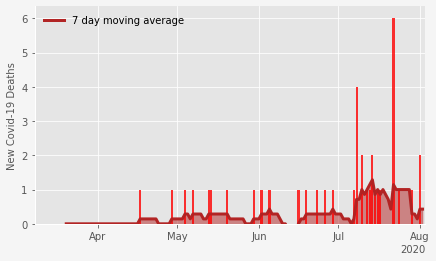 7 day moving average
New Covid-19 Deaths
6
5
4
3
2
1
0
Apr
May
Jun
Jul
Aug
2020